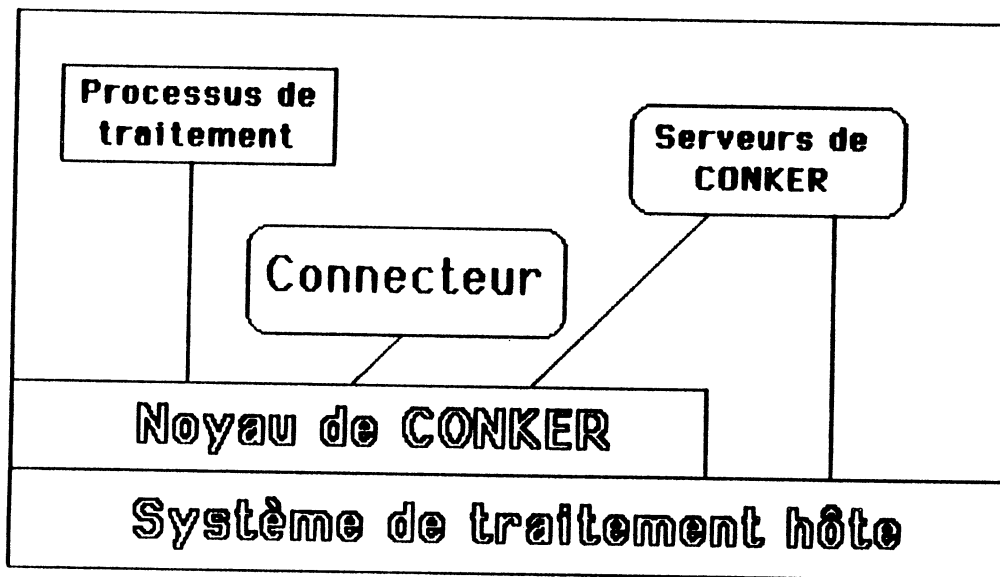 Processus de
traitement
Serveurs de
CONKER
Connecteur
Noyau de CONKER
Système de traitement hôte